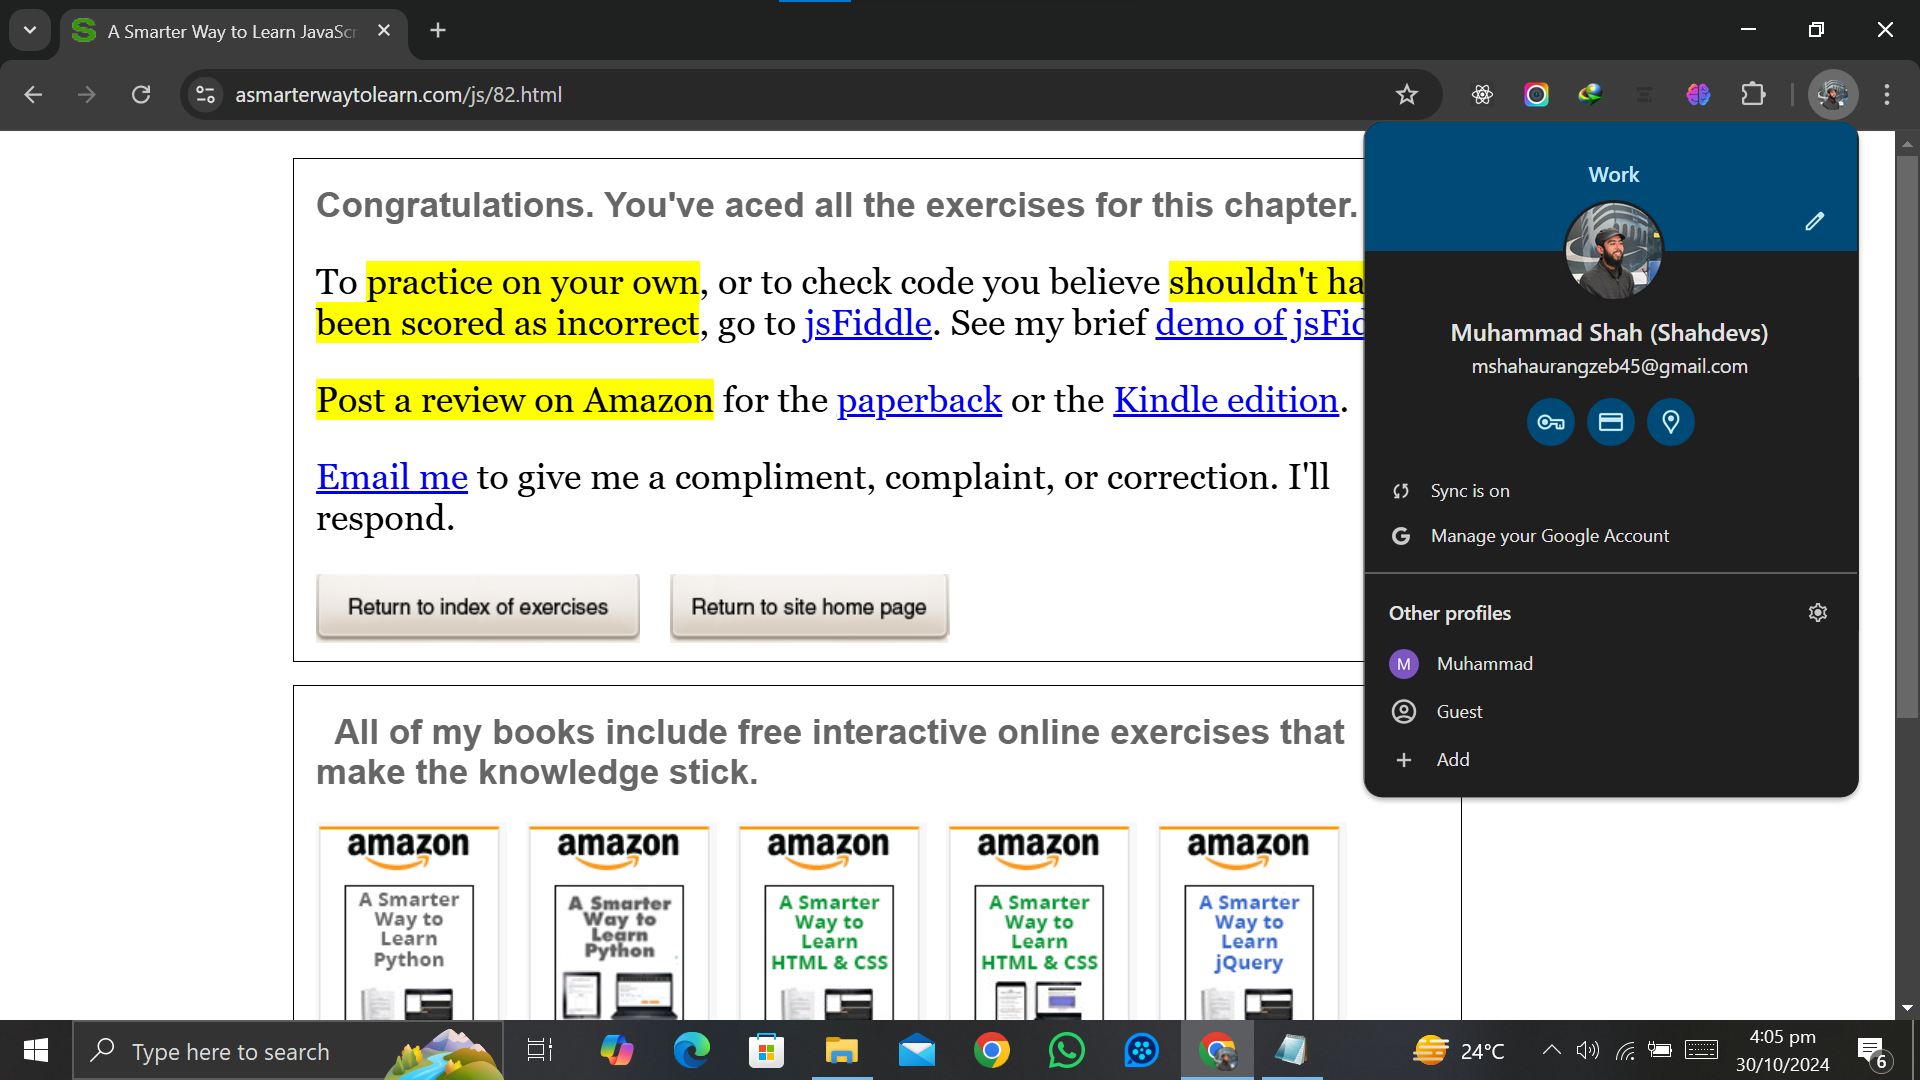 A Smarter Way to Learn JavaScr
asmarterwaytolearn.com/js/82.html
Work
Muhammad Shah (Shahdevs)
mshahaurangzeb45@gmail.com
Sync is on
Manage your Google Account
Other profiles
M Muhammad
Guest
Add
Congratulations. You've aced all the exercises for this chapter.
To practice on your own, or to check code you believe shouldn't ha
been scored as incorrect, go to jsFiddle. See my brief demo of jsFid
Post a review on Amazon for the paperback or the Kindle edition.
Email me to give me a compliment, complaint, or correction. I'll
respond.
Return to index of exercises Return to site home page
All of my books include free interactive online exercises that
make the knowledge stick.
amazon amazon amazon amazon amazon
A Smarter
Way to
Learn
Python
A Smarter
Way to
Learn
Python
A Smarter
Way to
Learn
HTML & CSS
A Smarter
Way to
Learn
HTML & CSS
A Smarter
Way to
Learn
jQuery
Type here to search
24°C
4:05 pm
30/10/2024
6